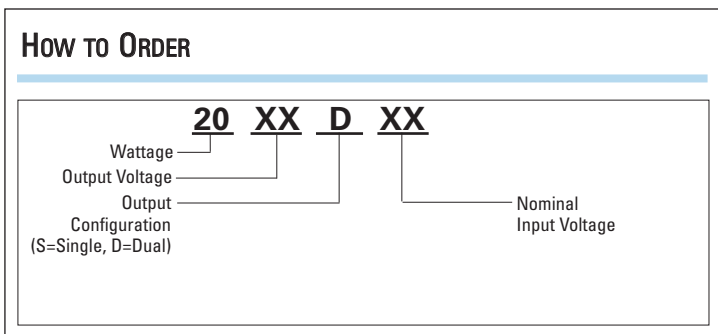 HOW TO ORDER
20 XX D XX
Wattage
Output Voltage
Output
Configuration
(S=Single, D=Dual)
Nominal
Input Voltage